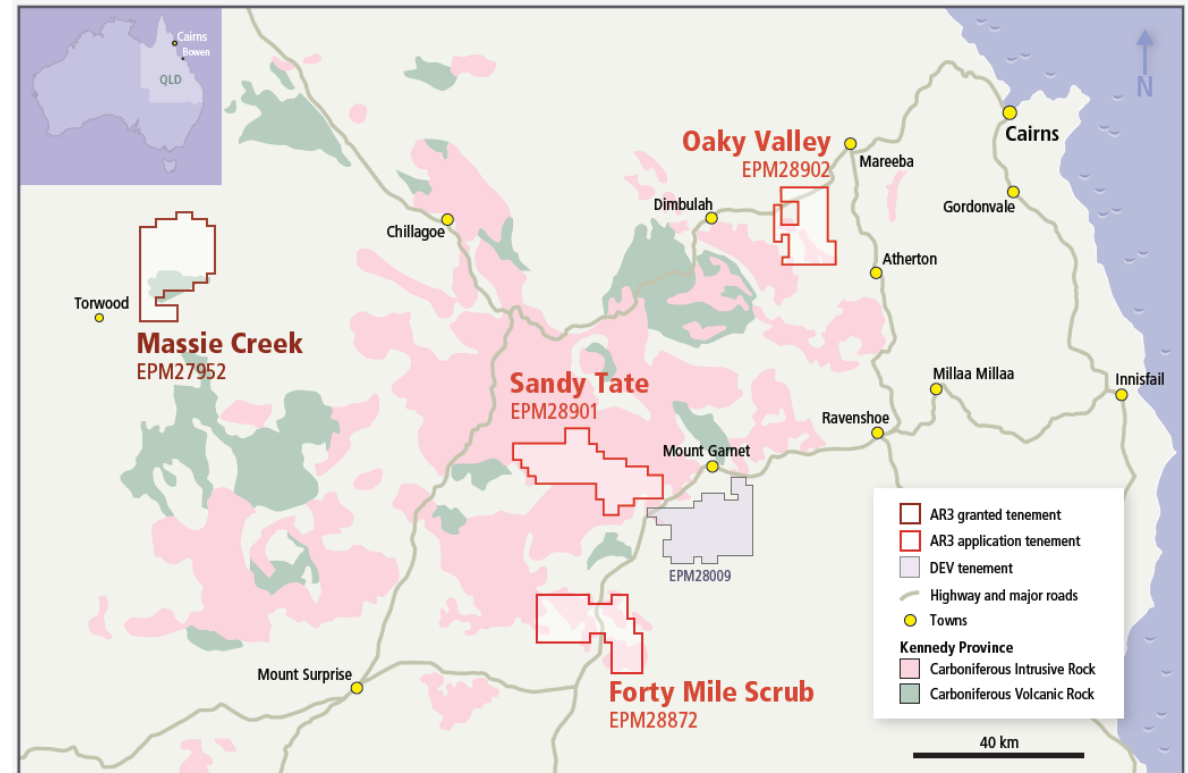 Cairns
Bowen
QLD
N
Cairns
Oaky Valley
EPM28902
Mareeba
Dimbulah
Gordonvale
Chillagoe
Atherton
Torwood
Massie Creek
EPM27952
Sandy Tate
EPM28901
Millaa Millaa
Innisfail
Ravenshoe
Mount Garnet
EPM28009
Mount Surprise
Forty Mile Scrub
EPM28872
AR3 granted tenement
AR3 application tenement
DEV tenement
Highway and major roads
Towns
Kennedy Province
Carboniferous Intrusive Rock
Carboniferous Volcanic Rock
40 km